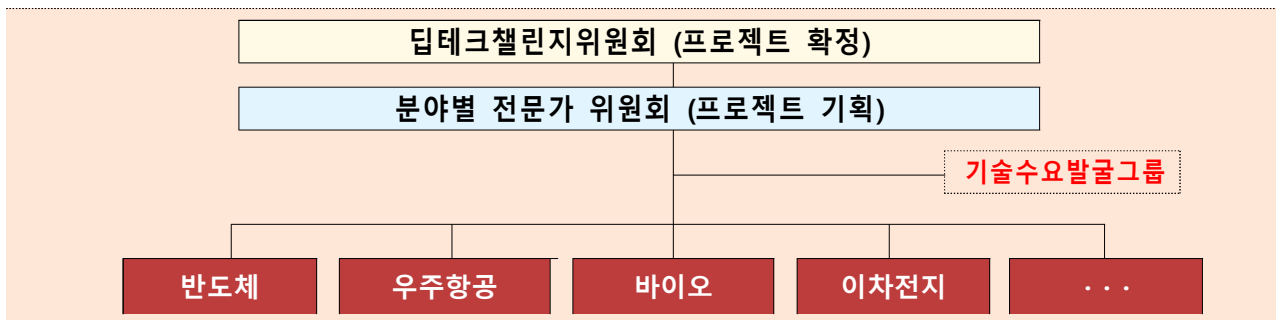 딥테크챌린지위원회 (프로젝트 확정)
분야별 전문가 위원회 (프로젝트 기획)
기술수요발굴그룹
반도체
우주항공
바이오
이차전지
· · ·